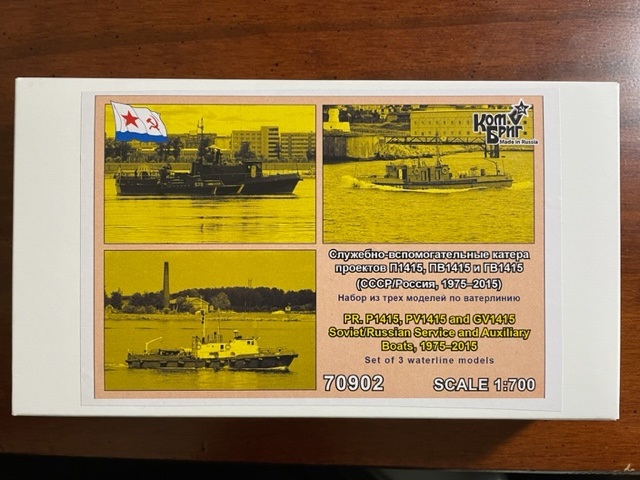 Ком
Бриг
Made in Russia
Служебно-вспомогательные катера
проектов П1415, ПВ1415 и ГВ1415
(СССР/Россия, 1975–2015)
Набор из трех моделей по ватерлинию
PR. P1415, PV1415 and GV1415
Soviet/Russian Service and Auxiliary
Boats, 1975–2015
Set of 3 waterline models
70902 SCALE 1:700